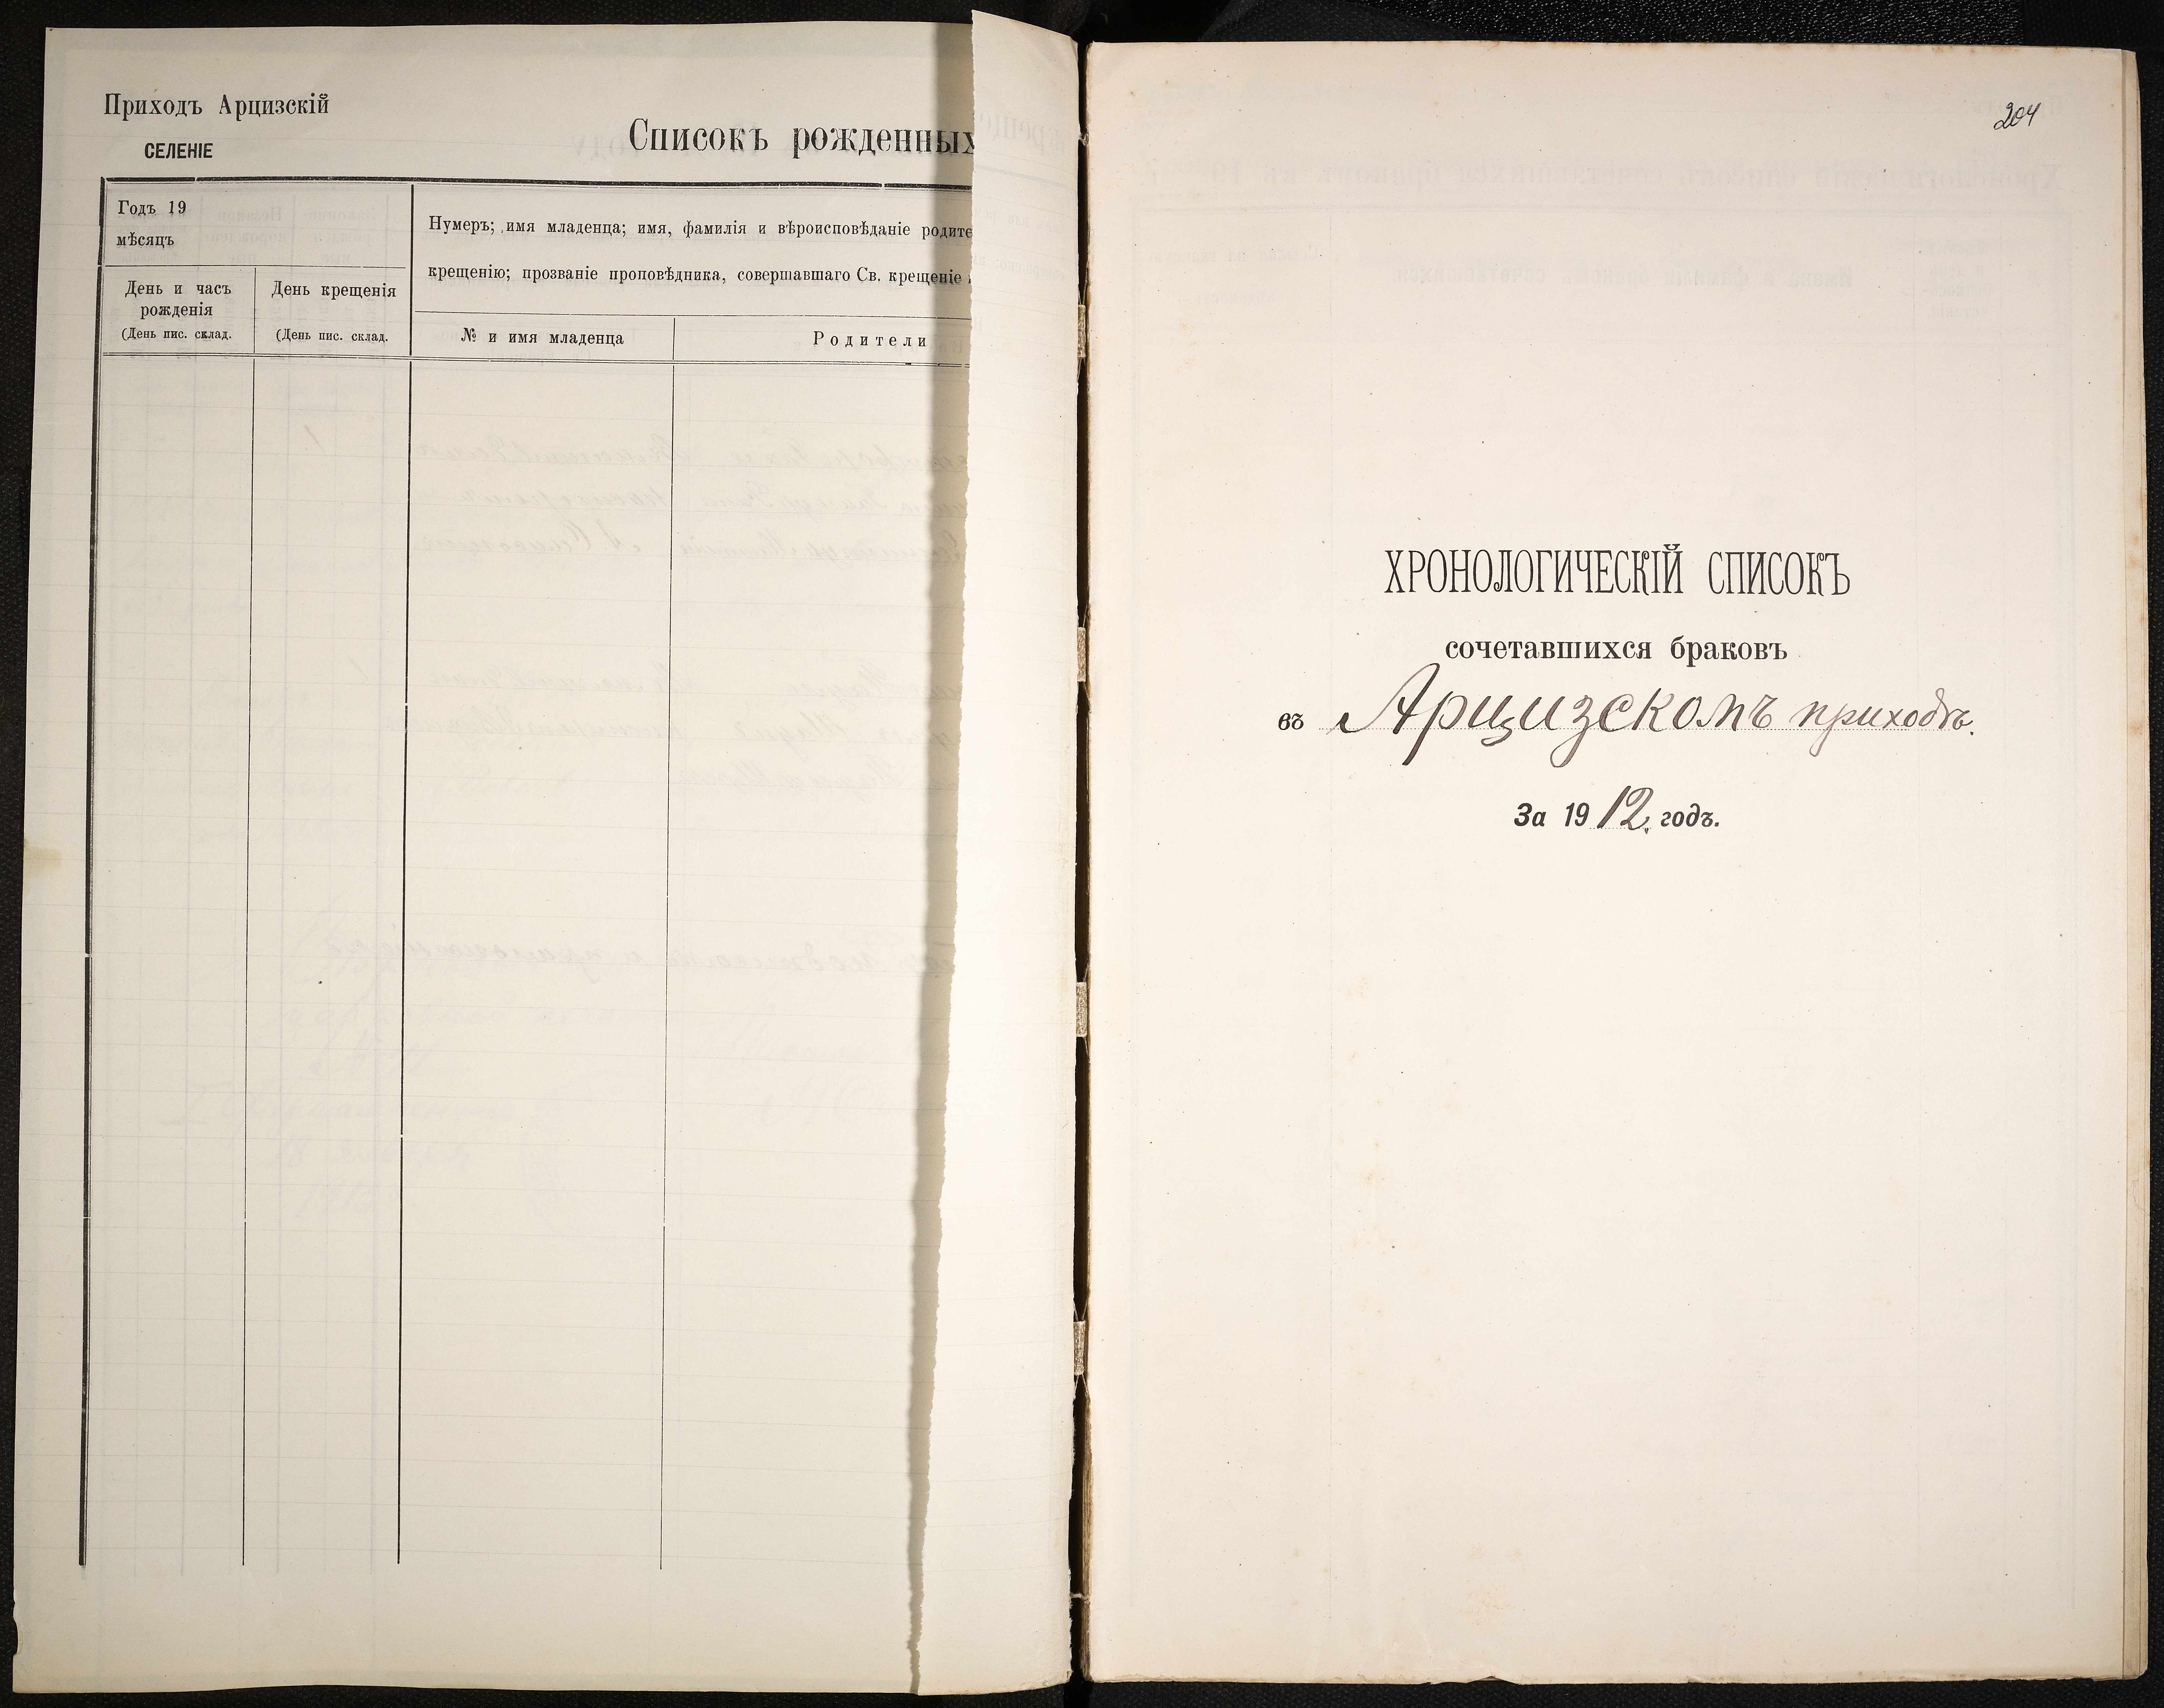 Приходъ Арцизскій
СЕЛЕНІЕ
Списокъ рожденных
Годъ 19
мѣсяцъ
Нумеръ; имя младенца; имя, фамилія и вѣроисповѣданіе родите
крещенію; прозваніе проповѣдника, совершавшаго Св. крещеніе
День и часъ
рожденія
(День пис. склад.
День крещенія
(День пис. склад.
№ и имя младенца
Родители
204
ХРОНОЛОГИЧЕСКІЙ СПИСОКЪ
сочетавшихся браковъ
въ Арцизскомъ приходѣ.
За 1912. годъ.